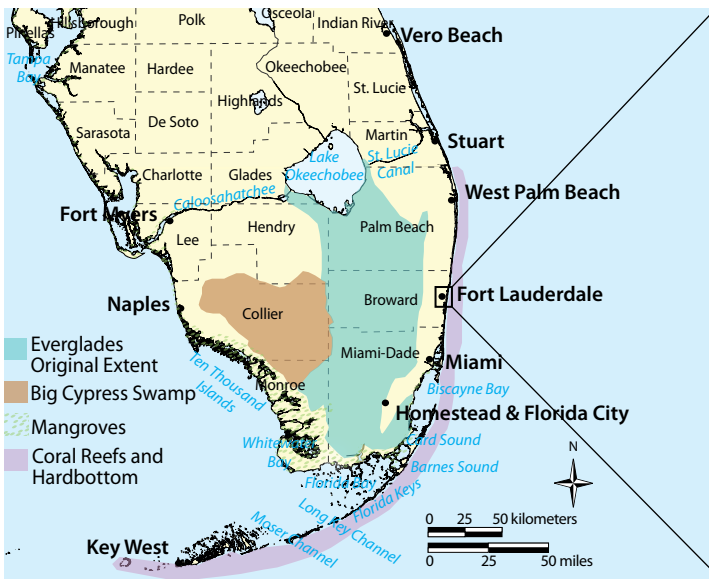 Osceola
Polk
Hillsborough
Indian River
Pinellas
Vero Beach
Tampa
Bay
Manatee
Hardee
Okeechobee
St. Lucie
Highlands
De Soto
Sarasota
Martin
Stuart
Lake
Okeechobee
St. Lucie
Canal
Charlotte
Glades
Caloosahatchee
West Palm Beach
Fort Myers
Hendry
Palm Beach
Lee
Fort Lauderdale
Naples
Collier
Broward
Everglades
Original Extent
Miami-Dade
Miami
Ten Thousand
Islands
Big Cypress Swamp
Monroe
Biscayne Bay
Homestead & Florida City
Mangroves
Whitewater
Bay
Card Sound
Coral Reefs and
Hardbottom
Barnes Sound
N
Florida Bay
Florida Keys
Long Key Channel
Moser Channel
0 25 50 kilometers
Key West
0 25 50 miles